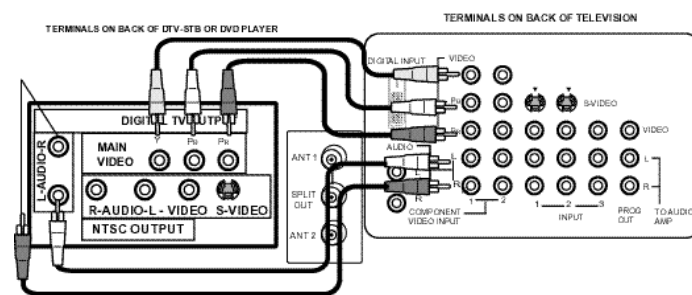 TERMINALS ON BACK OF TELEVISION
TERMINALS ON BACK OF DTV-STB OR DVD PLAYER
DIGITAL INPUT
VIDEO
DIGITAL TV OUTPUT
Y PB PR
MAIN
VIDEO
L-AUDIO-R
R-AUDIO-L - VIDEO S-VIDEO
NTSC OUTPUT
ANT 1
SPLIT
OUT
ANT 2
PB
S-VIDEO
VIDEO
AUDIO
L
L
L
R
R
1 2
COMPONENT
VIDEO INPUT
1 2 3
INPUT
PROG
OUT
TO AUDIO
AMP